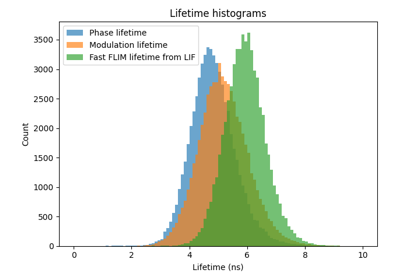 Lifetime histograms
Phase lifetime
Modulation lifetime
Fast FLIM lifetime from LIF
3500
3000
2500
2000
1500
1000
500
0
Count
0 2 4 6 8 10
Lifetime (ns)